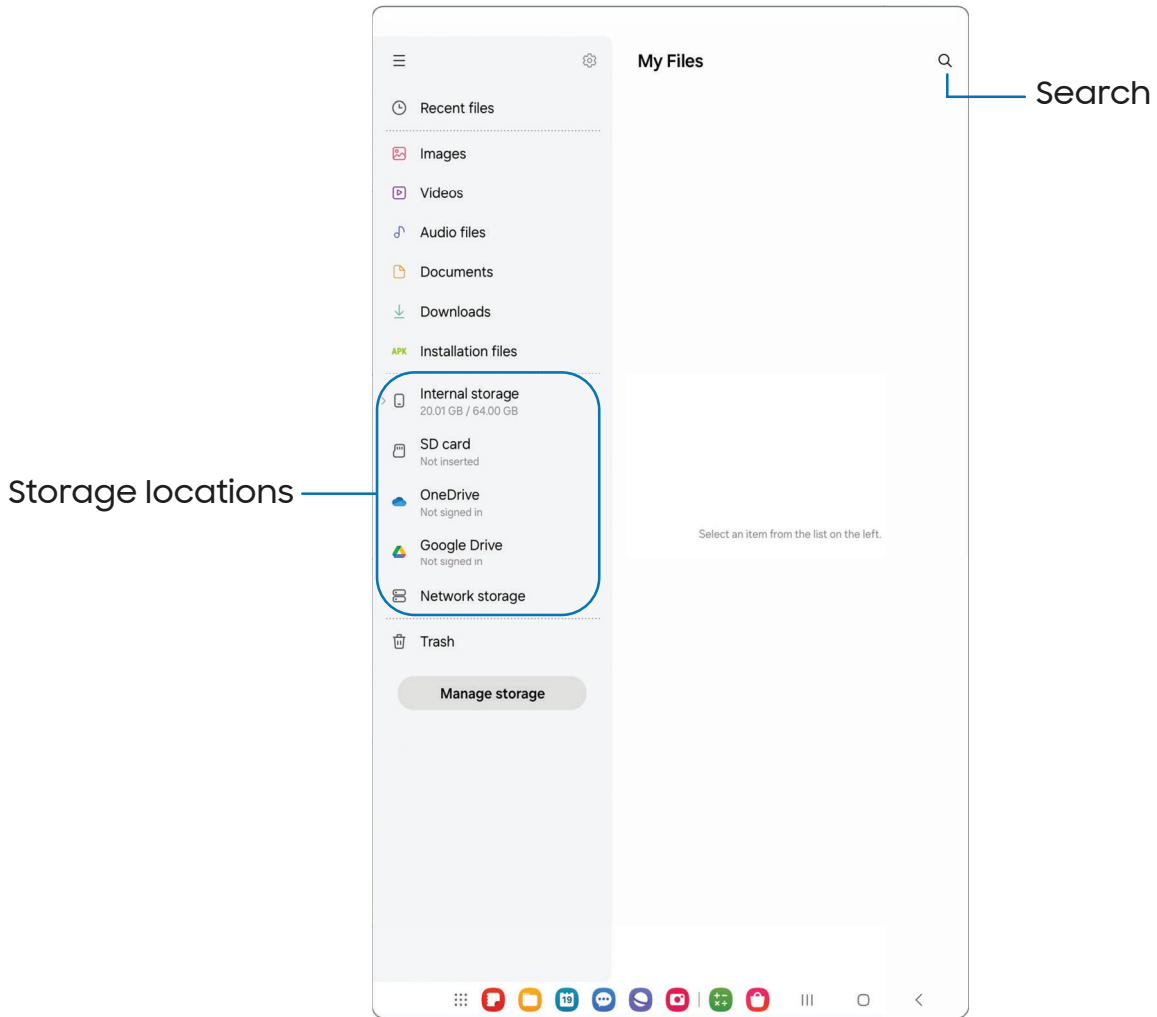 My Files
Search
Recent files
Images
Videos
Audio files
Documents
Downloads
APK Installation files
Internal storage
20.01 GB / 64.00 GB
SD card
Not inserted
Storage locations
OneDrive
Not signed in
Google Drive
Not signed in
Select an item from the list on the left.
Network storage
Trash
Manage storage
19